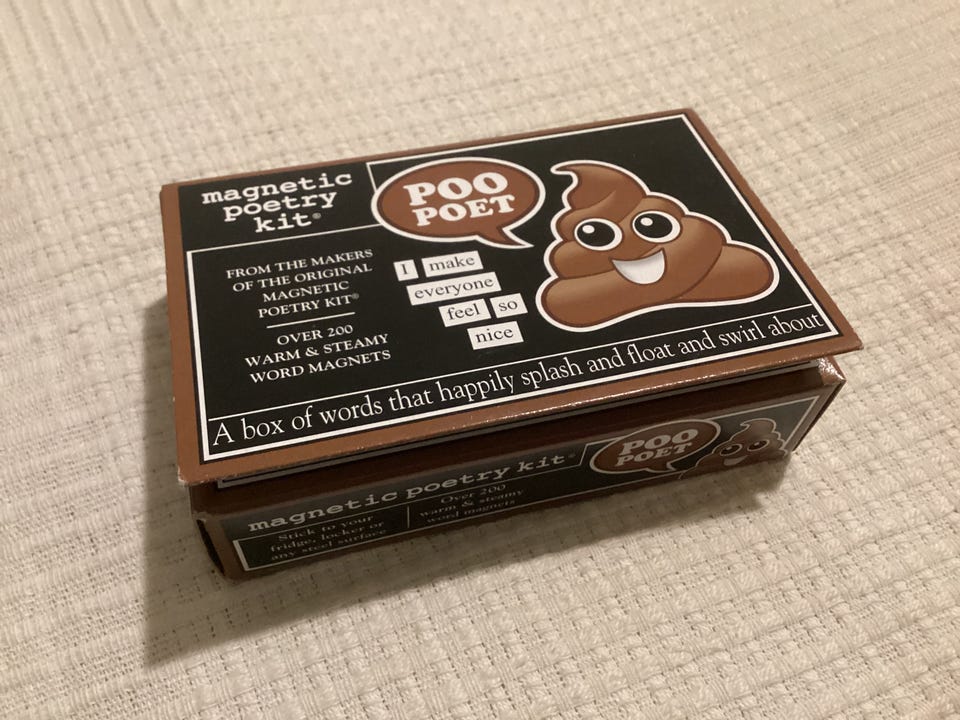 magnetic
poetry
kit®
POO
POET
FROM THE MAKERS
OF THE ORIGINAL
MAGNETIC
POETRY KIT®
OVER 200
WARM & STEAMY
WORD MAGNETS
I make
everyone
feel so
nice
A box of words that happily splash and float and swirl about
magnetic poetry kit®
POO
POET
Stick to your
fridge, locker or
any steel surface
Over 200
warm & steamy
word magnets